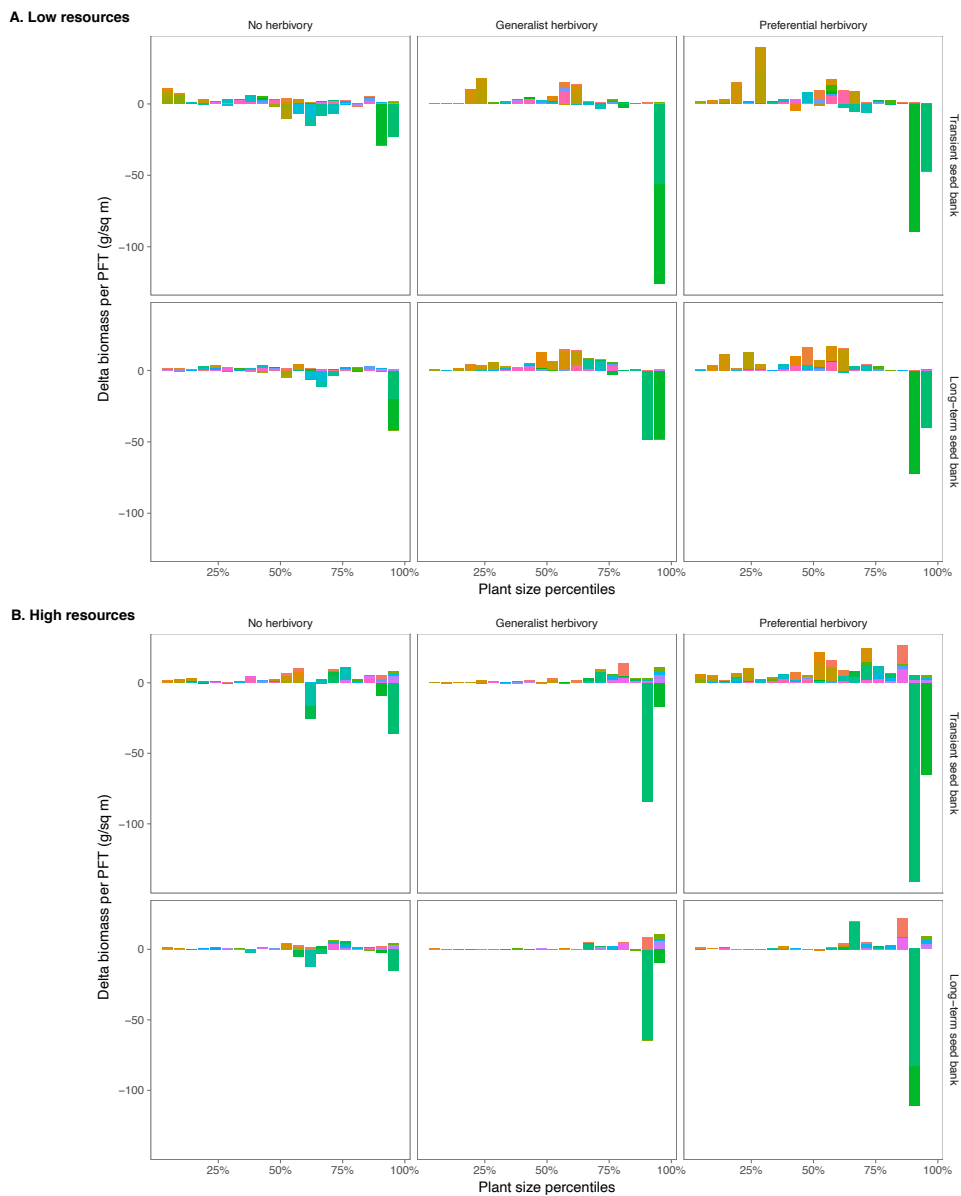 A. Low resources
No herbivory
Generalist herbivory
Preferential herbivory
0
−50
−100
Transient seed bank
Delta biomass per PFT (g/sq m)
0
−50
−100
Long−term seed bank
25% 50% 75% 100%
25% 50% 75% 100%
25% 50% 75% 100%
Plant size percentiles
B. High resources
No herbivory
Generalist herbivory
Preferential herbivory
0
−50
−100
Transient seed bank
Delta biomass per PFT (g/sq m)
0
−50
−100
Long−term seed bank
25% 50% 75% 100%
25% 50% 75% 100%
25% 50% 75% 100%
Plant size percentiles